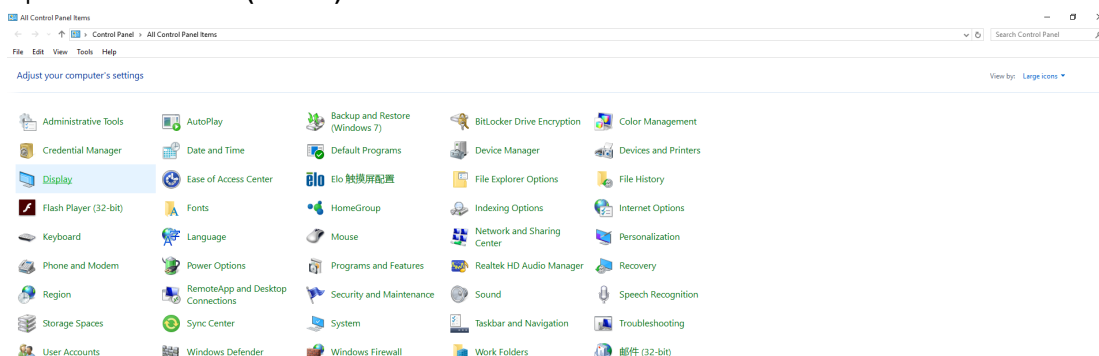 All Control Panel Items
Control Panel > All Control Panel Items
Search Control Panel
File Edit View Tools Help
Adjust your computer's settings
View by: Large icons
Administrative Tools
AutoPlay
Backup and Restore
(Windows 7)
BitLocker Drive Encryption
Color Management
Credential Manager
Date and Time
Default Programs
Device Manager
Devices and Printers
Display
Ease of Access Center
elo
Elo 触摸屏配置
File Explorer Options
File History
Flash Player (32-bit)
Fonts
HomeGroup
Indexing Options
Internet Options
Keyboard
Language
Mouse
Network and Sharing
Center
Personalization
Phone and Modem
Power Options
Programs and Features
Realtek HD Audio Manager
Recovery
Region
RemoteApp and Desktop
Connections
Security and Maintenance
Sound
Speech Recognition
Storage Spaces
Sync Center
System
Taskbar and Navigation
Troubleshooting
User Accounts
Windows Defender
Windows Firewall
Work Folders
邮件 (32-bit)